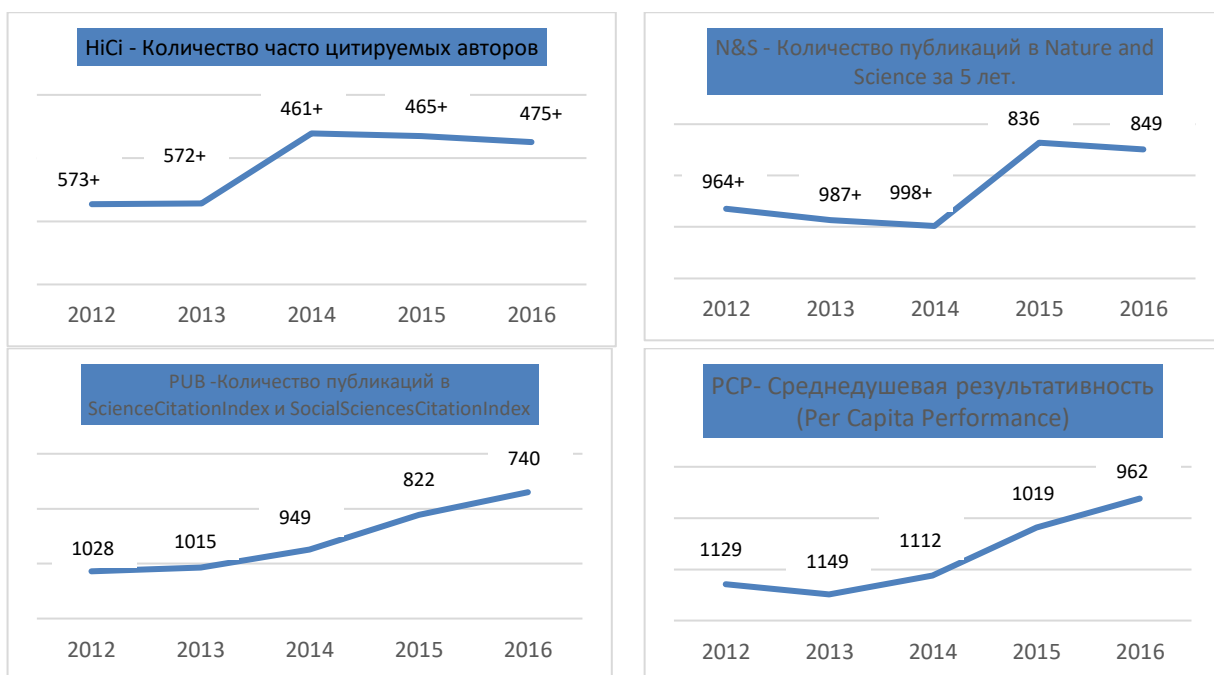 HiCi - Количество часто цитируемых авторов
573+ 572+ 461+ 465+ 475+
2012 2013 2014 2015 2016
N&S - Количество публикаций в Nature and
Science за 5 лет.
964+ 987+ 998+ 836 849
2012 2013 2014 2015 2016
PUB -Количество публикаций в
ScienceCitationIndex и SocialSciencesCitationIndex
1028 1015 949 822 740
2012 2013 2014 2015 2016
PCP- Среднедушевая результативность
(Per Capita Performance)
1129 1149 1112 1019 962
2012 2013 2014 2015 2016